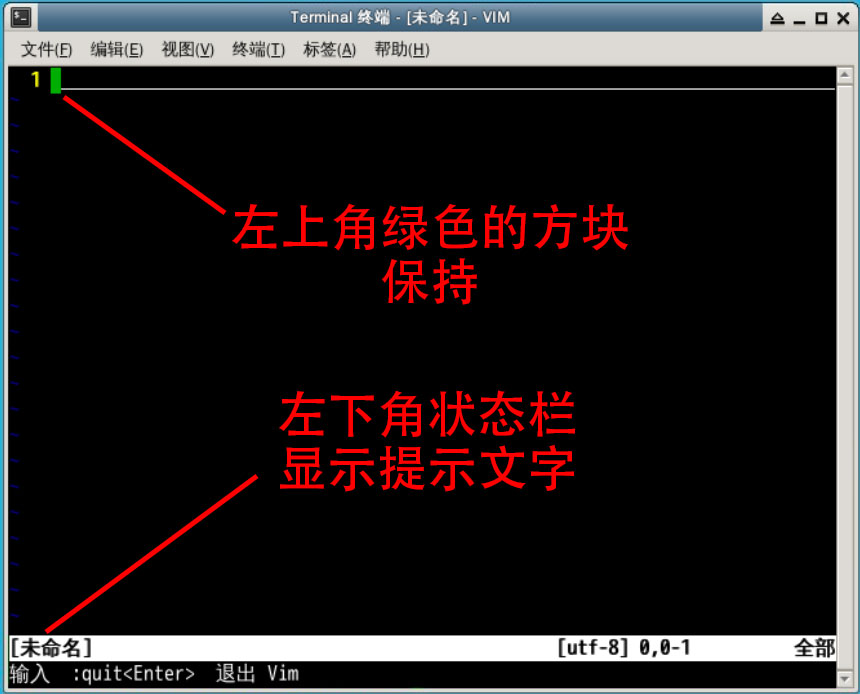 Terminal 终端 - [未命名] - VIM
文件(F) 编辑(E) 视图(V) 终端(T) 标签(A) 帮助(H)
1
左上角绿色的方块
保持
左下角状态栏
显示提示文字
[未命名] [utf-8] 0,0-1 全部
输入 :quit<Enter> 退出 Vim